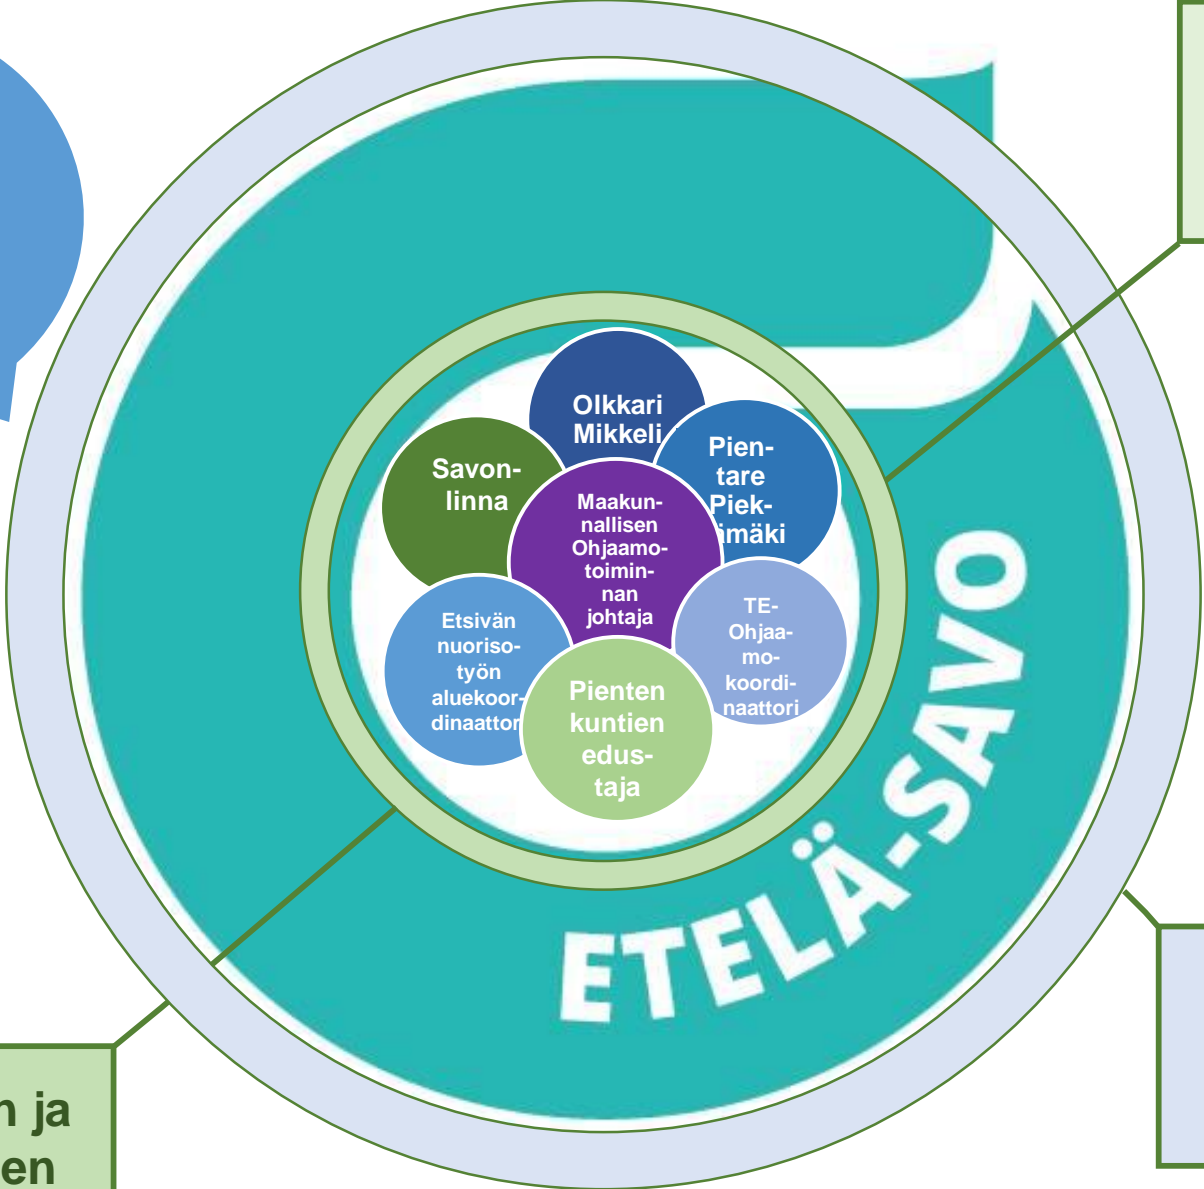 Olkkari
Mikkeli
Pien-
tare
Piek-
ämäki
Savon-
linna
Maakun-
nallisen
Ohjaamo-
toimin-
nan
johtaja
Etsivän
nuoriso-
työn
aluekoor-
dinaattor
TE-
Ohjaa-
mo-
koordi-
naattori
Pienten
kuntien
edus-
taja
ETELÄ-SAVO
n ja
en